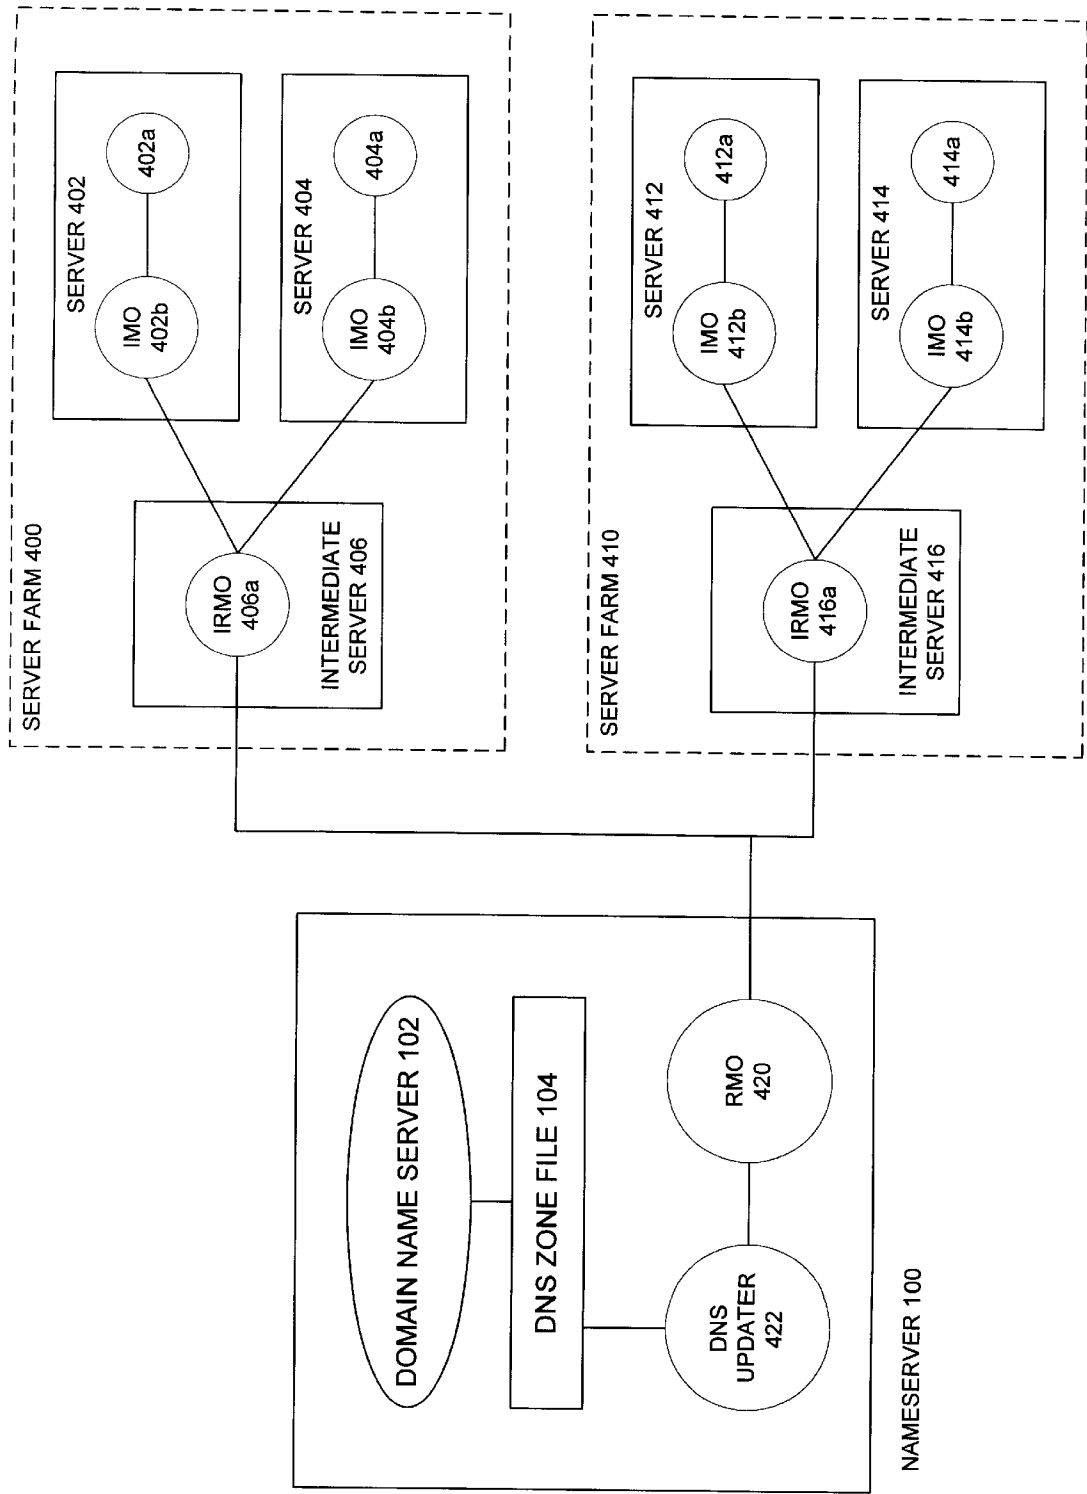 SERVER FARM 400
INTERMEDIATE
SERVER 406
IRMO
406a
SERVER 402
IMO
402b
402a
SERVER 404
IMO
404b
404a
SERVER FARM 410
INTERMEDIATE
SERVER 416
IRMO
416a
SERVER 412
IMO
412b
412a
SERVER 414
IMO
414b
414a
DOMAIN NAME SERVER 102
DNS ZONE FILE 104
DNS
UPDATER
422
RMO
420
NAMESERVER 100